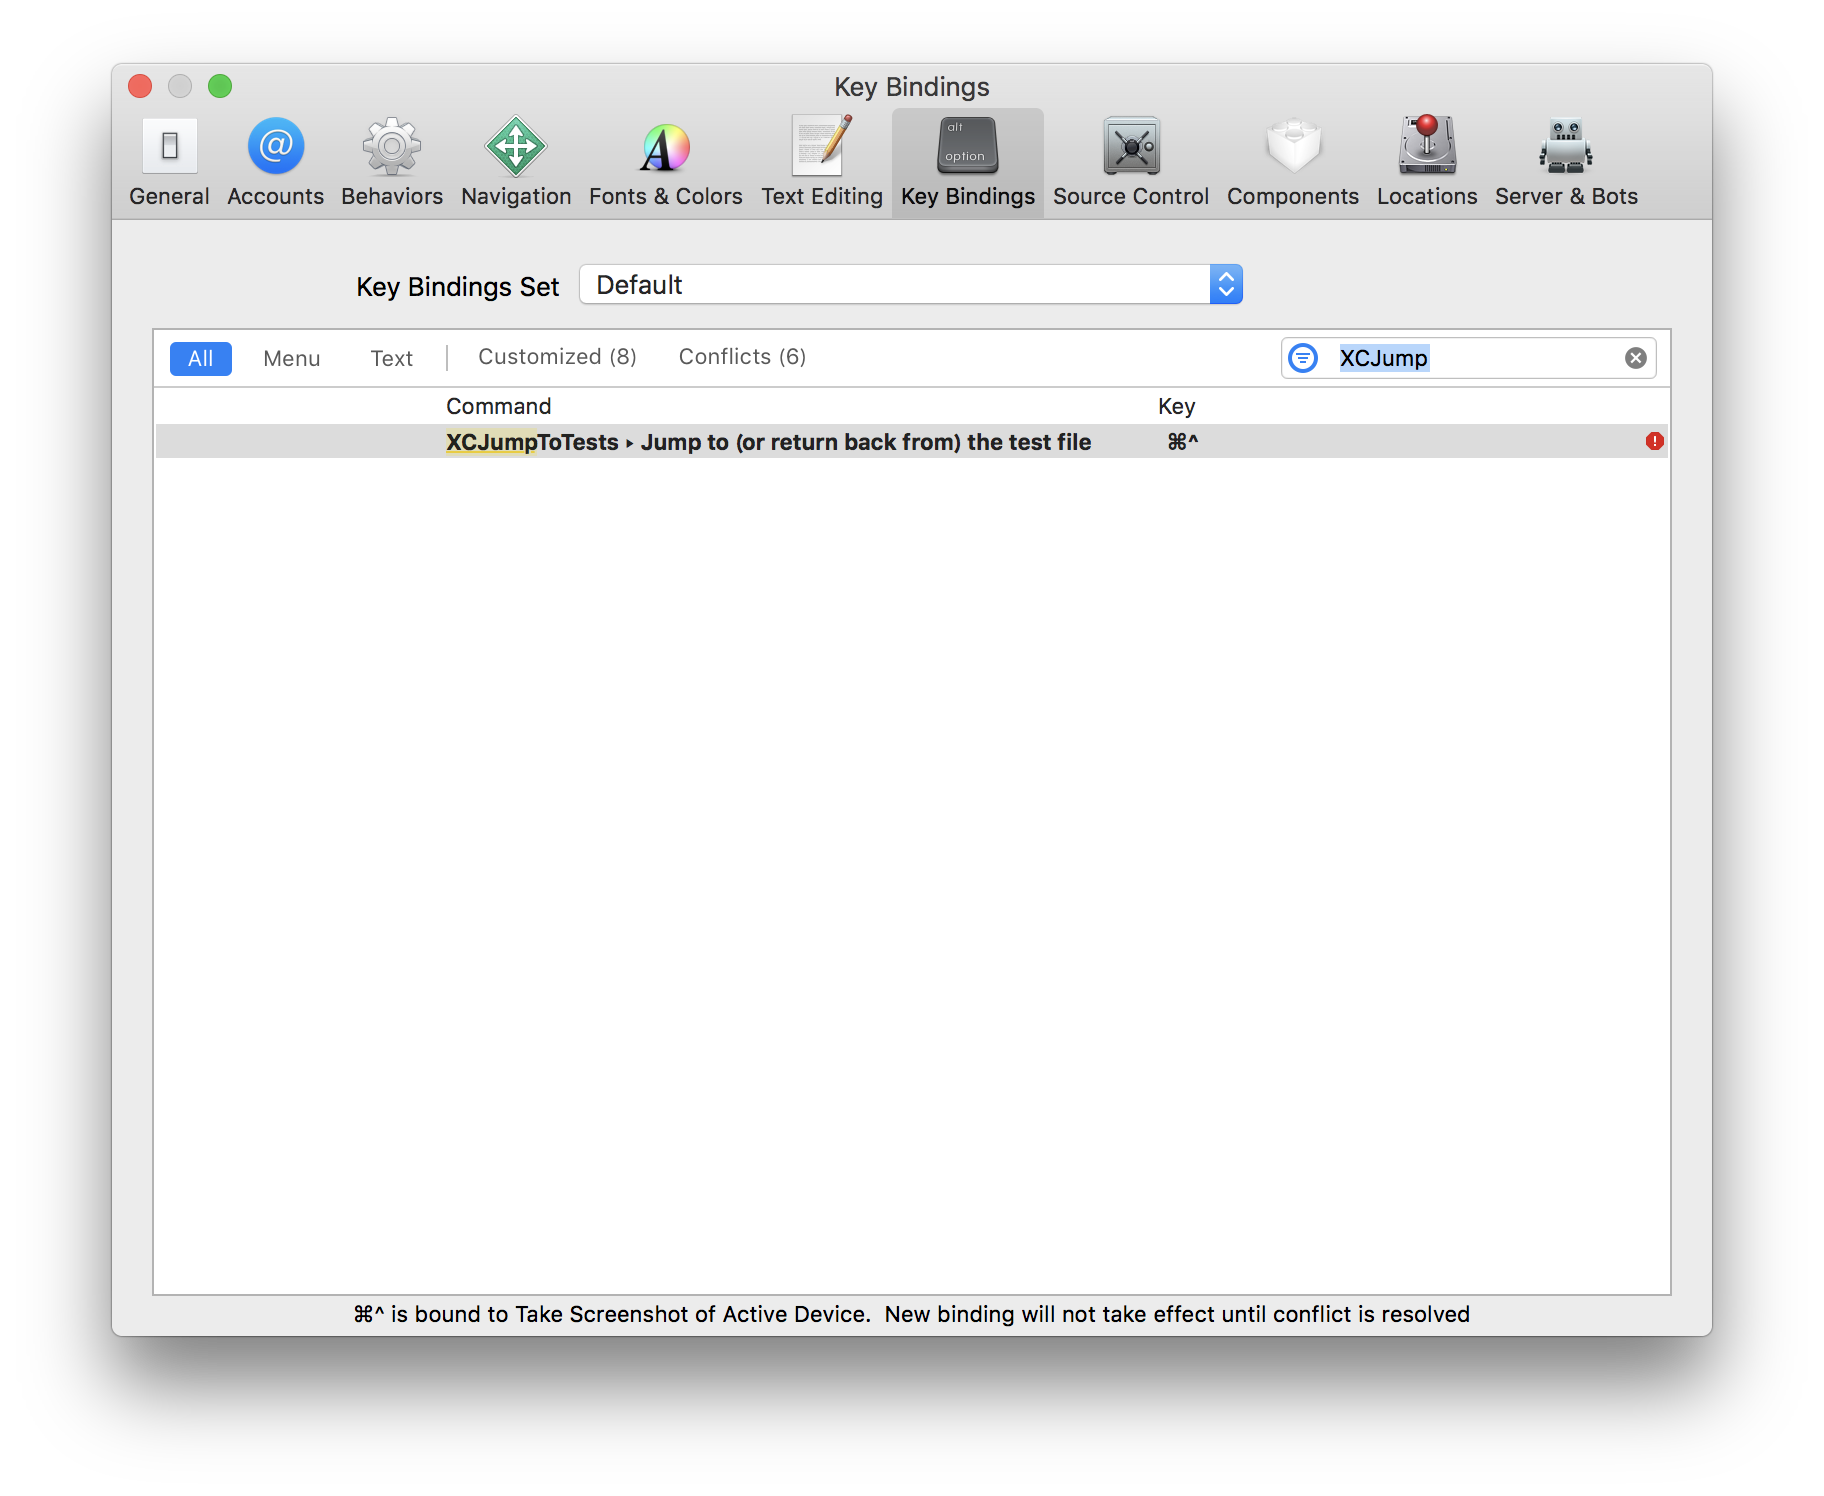 Key Bindings
alt
option
General Accounts Behaviors Navigation Fonts & Colors Text Editing Key Bindings Source Control Components Locations Server & Bots
Key Bindings Set Default
All Menu Text Customized (8) Conflicts (6) XCJump
Command Key
XCJumpToTests ▸ Jump to (or return back from) the test file ⌘^
⌘^ is bound to Take Screenshot of Active Device. New binding will not take effect until conflict is resolved